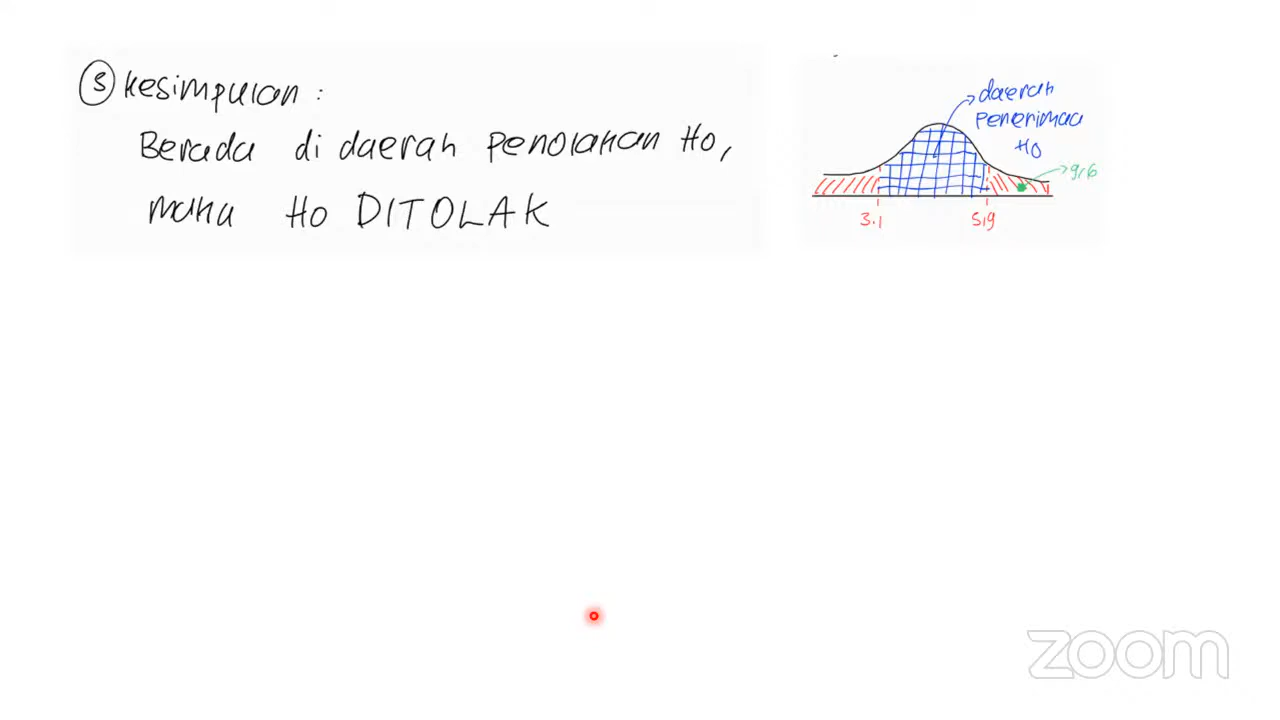 ③ Kesimpulan :
Berada di daerah penolakan Ho,
maka Ho DITOLAK
daerah
penerimaa
Ho
9,6
3.1
5,9
zoom